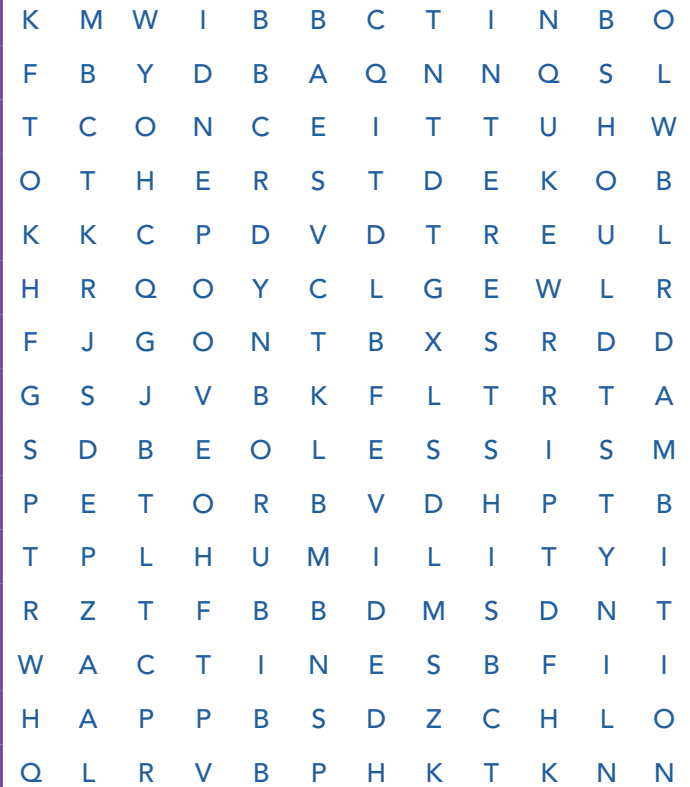 K M W I B B C T I N B O
F B Y D B A Q N N Q S L
T C O N C E I T T U H W
O T H E R S T D E K O B
K K C P D V D T R E U L
H R Q O Y C L G E W L R
F J G O N T B X S R D D
G S J V B K F L T R T A
S D B E O L E S S I S M
P E T O R B V D H P T B
T P L H U M I L I T Y I
R Z T F B B D M S D N T
W A C T I N E S B F I I
H A P P B S D Z C H L O
Q L R V B P H K T K N N